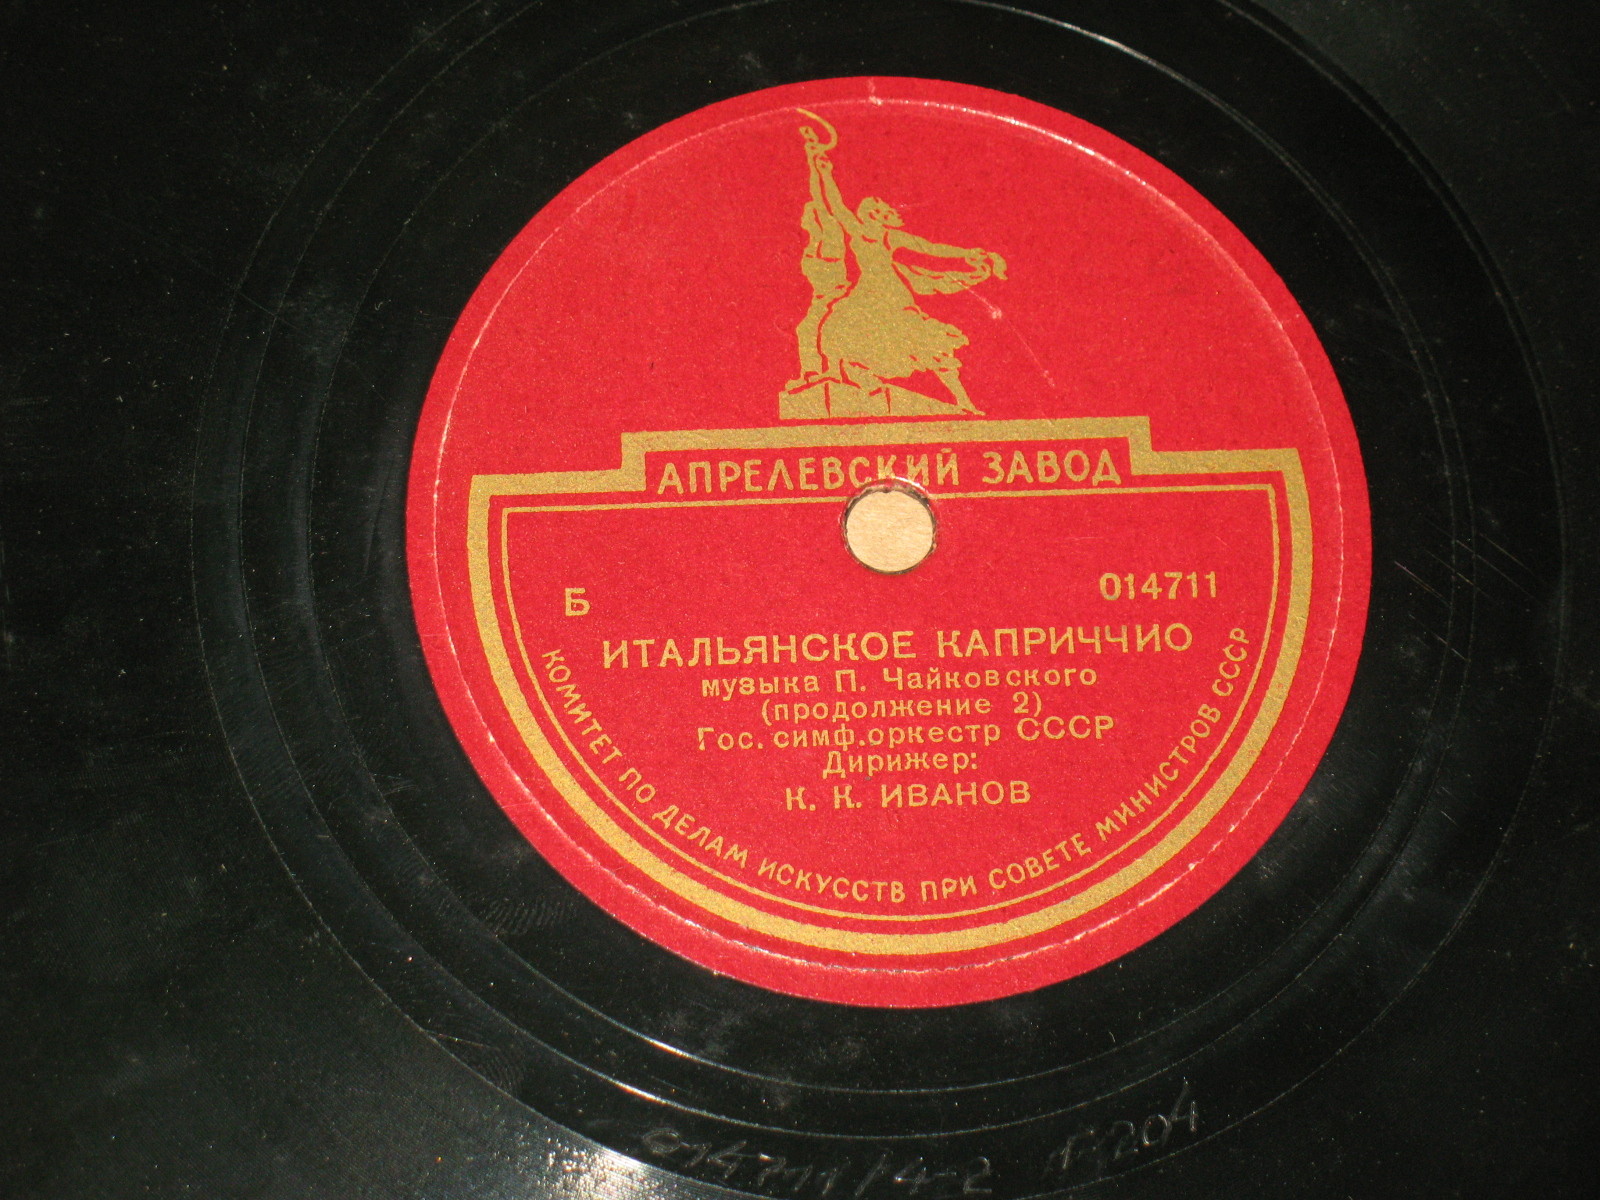 АПРЕЛЕВСКИЙ ЗАВОД
Б
014711
ИТАЛЬЯНСКОЕ КАПРИЧЧИО
музыка П. Чайковского
(продолжение 2)
Гос. симф.оркестр СССР
Дирижер:
К. К. ИВАНОВ
КОМИТЕТ ПО ДЕЛАМ ИСКУССТВ ПРИ СОВЕТЕ МИНИСТРОВ СССР